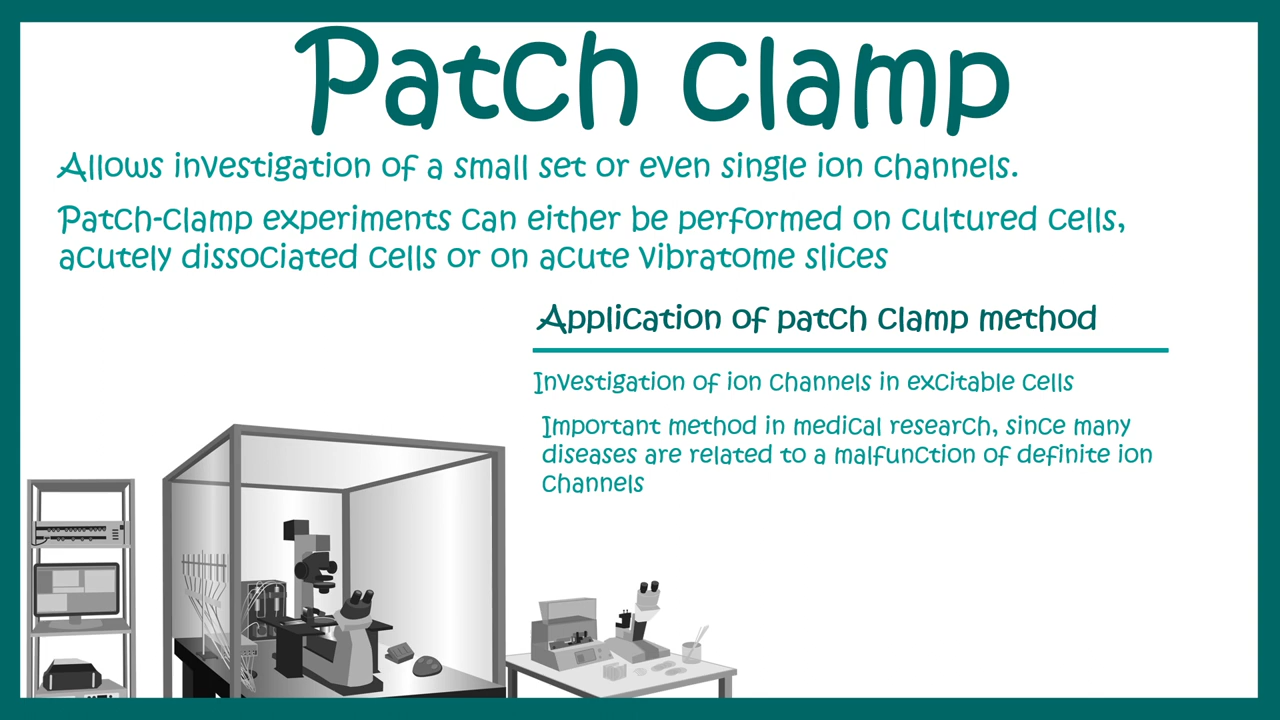 Patch clamp
Allows investigation of a small set or even single ion channels.
Patch-clamp experiments can either be performed on cultured cells,
acutely dissociated cells or on acute vibratome slices
Application of patch clamp method
Investigation of ion channels in excitable cells
Important method in medical research, since many
diseases are related to a malfunction of definite ion
channels